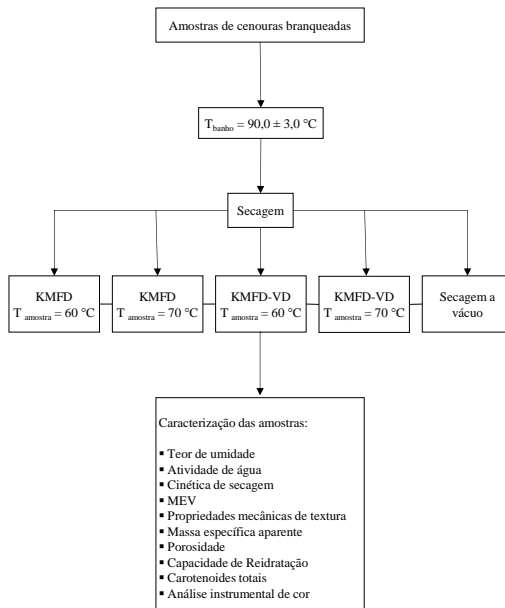 Amostras de cenouras branqueadas
T banho = 90,0 ± 3,0 °C
Secagem
KMFD
T amostra = 60 °C
KMFD
T amostra = 70 °C
KMFD-VD
T amostra = 60 °C
KMFD-VD
T amostra = 70 °C
Secagem a
vácuo
Caracterização das amostras:
▪ Teor de umidade
▪ Atividade de água
▪ Cinética de secagem
▪ MEV
▪ Propriedades mecânicas de textura
▪ Massa específica aparente
▪ Porosidade
▪ Capacidade de Reidratação
▪ Carotenoides totais
▪ Análise instrumental de cor